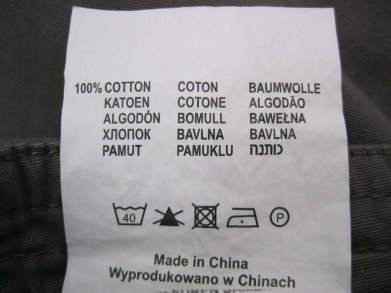 100% COTTON COTON BAUMWOLLE
KATOEN COTONE ALGODÃO
ALGODÓN BOMULL BAWEŁNA
ХЛОПОК BAVLNA BAVLNA
PAMUT PAMUKLU כותנה
40 P
Made in China
Wyprodukowano w Chinach